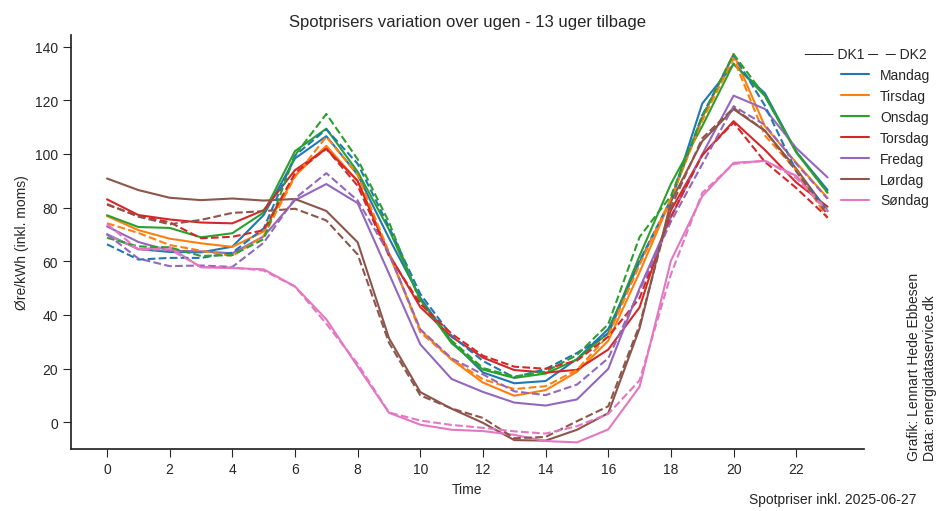 Spotprisers variation over ugen - 13 uger tilbage
DK1 DK2
Mandag
Tirsdag
Onsdag
Torsdag
Fredag
Lørdag
Søndag
Øre/kWh (inkl. moms)
140
120
100
80
60
40
20
0
0 2 4 6 8 10 12 14 16 18 20 22
Time
Grafik: Lennart Hede Ebbesen
Data: energidataservice.dk
Spotpriser inkl. 2025-06-27